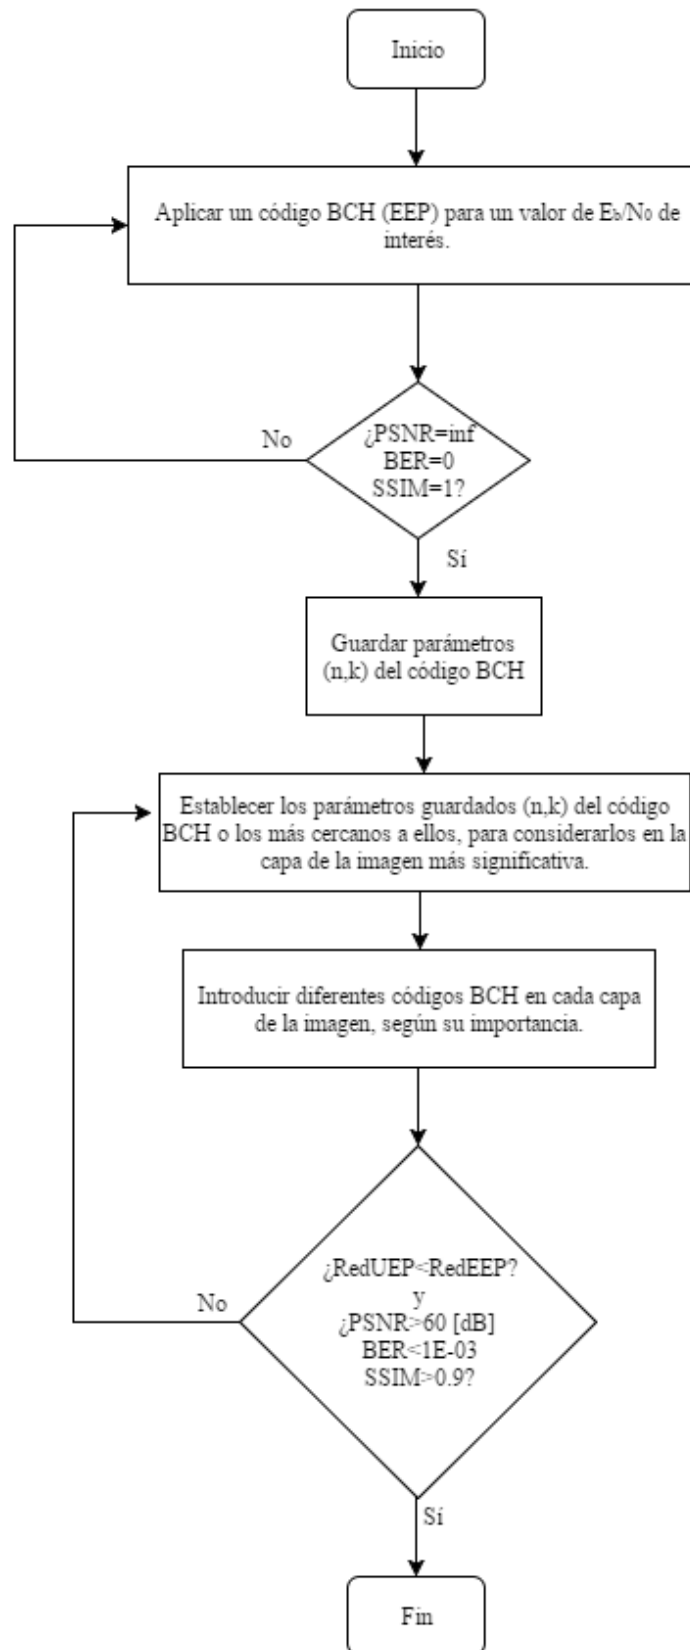 Inicio
Aplicar un código BCH (EEP) para un valor de Eb/N0 de
interés.
No
¿PSNR=inf
BER=0
SSIM=1?
Sí
Guardar parámetros
(n,k) del código BCH
Establecer los parámetros guardados (n,k) del código
BCH o los más cercanos a ellos, para considerarlos en la
capa de la imagen más significativa.
Introducir diferentes códigos BCH en cada capa
de la imagen, según su importancia.
No
¿RedUEP<RedEEP?
y
¿PSNR>60 [dB]
BER<1E-03
SSIM>0.9?
Sí
Fin